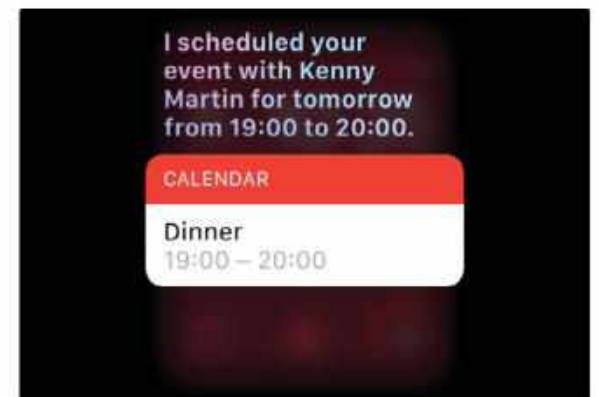 I scheduled your
event with Kenny
Martin for tomorrow
from 19:00 to 20:00.
CALENDAR
Dinner
19:00 – 20:00